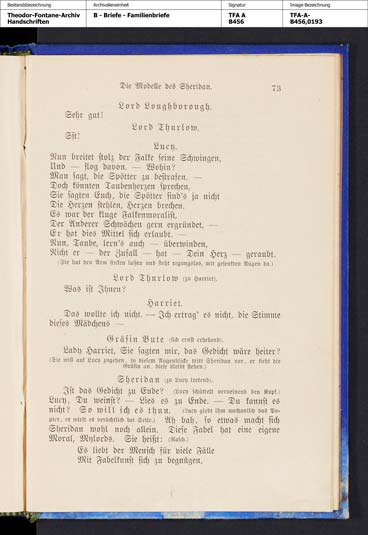 Bestandsbezeichnung
Archivalieneinheit
Signatur
Image-Bezeichnung
Theodor-Fontane-Archiv
Handschriften
B - Briefe - Familienbriefe
TFA A
B456
TFA-A-
B456,0193
Die Modelle des Sheridan.
73
Lord Loughborough.
Sehr gut!
Lord Thurlow.
Sst!
Lucy.
Nun breitet stolz der Falke seine Schwingen,
Und — flog davon. — Wohin?
Man sagt, die Spötter zu bestrafen. —
Doch könnten Taubenherzen sprechen,
Sie sagten Euch, die Spötter sind's ja nicht
Die Herzen stehlen, Herzen brechen.
Es war der kluge Falkenmoralist,
Der Anderer Schwächen gern ergründet, —
Er hat dies Mittel sich erlaubt. —
Nun, Taube, lern's auch — überwinden,
Nicht er — der Zufall — hat — Dein Herz — geraubt.
(Sie hat den Arm sinken lassen und steht regungslos, mit gesenkten Augen da.)
Lord Thurlow (zu Harriet).
Was ist Ihnen?
Harriet.
Das wollte ich nicht. — Ich ertrag' es nicht, die Stimme
dieses Mädchens —
Gräfin Bute (sich ernst erhebend).
Lady Harriet, Sie sagten mir, das Gedicht wäre heiter?
(Sie will auf Lucy zugehen, in diesem Augenblick tritt Sheridan vor, er sieht die
Gräfin an, diese bleibt stehen.)
Sheridan (zu Lucy tretend).
Ist das Gedicht zu Ende? (Lucy schüttelt verneinend den Kopf.)
Lucy, Du weinst? — Lies es zu Ende. — Du kannst es
nicht? So will ich es thun. (Lucy giebt ihm mechanisch das Pa-
pier, er wirft es verächtlich bei Seite.) Ah bah, so etwas macht sich
Sheridan wohl noch allein. Diese Fabel hat eine eigene
Moral, Mylords. Sie heißt: (Rasch.)
Es liebt der Mensch für viele Fälle
Mit Fabelkunst sich zu begnügen,